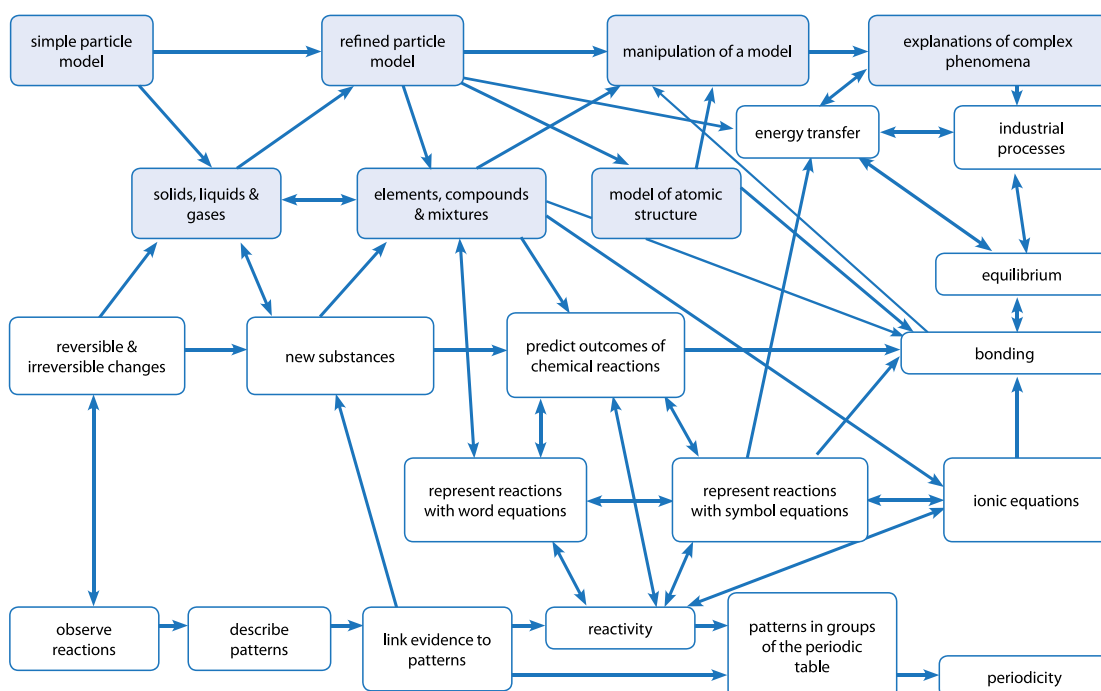 simple particle
model
refined particle
model
manipulation of a model
explanations of complex
phenomena
energy transfer
industrial
processes
solids, liquids &
gases
elements, compounds
& mixtures
model of atomic
structure
equilibrium
reversible &
irreversible changes
new substances
predict outcomes of
chemical reactions
bonding
represent reactions
with word equations
represent reactions
with symbol equations
ionic equations
observe
reactions
describe
patterns
link evidence to
patterns
reactivity
patterns in groups
of the periodic
table
periodicity